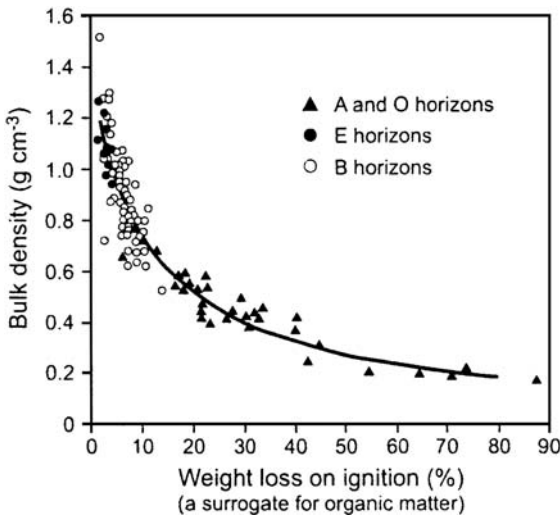 1.6
1.4
1.2
1.0
0.8
0.6
0.4
0.2
0
Bulk density (g cm-3)
A and O horizons
E horizons
B horizons
0 10 20 30 40 50 60 70 80 90
Weight loss on ignition (%)
(a surrogate for organic matter)